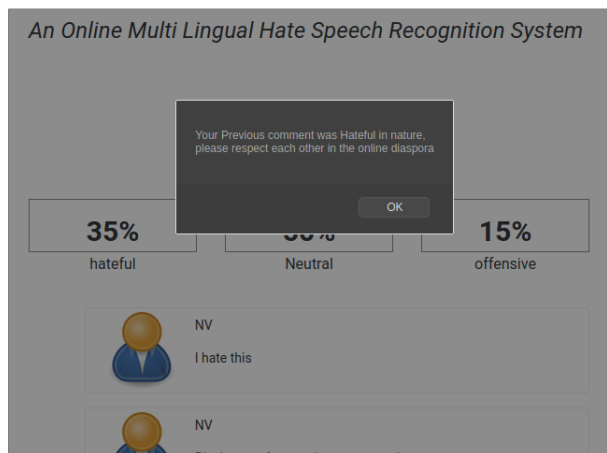 An Online Multi Lingual Hate Speech Recognition System
Your Previous comment was Hateful in nature,
please respect each other in the online diaspora
OK
35%
15%
hateful
Neutral
offensive
NV
I hate this
NV